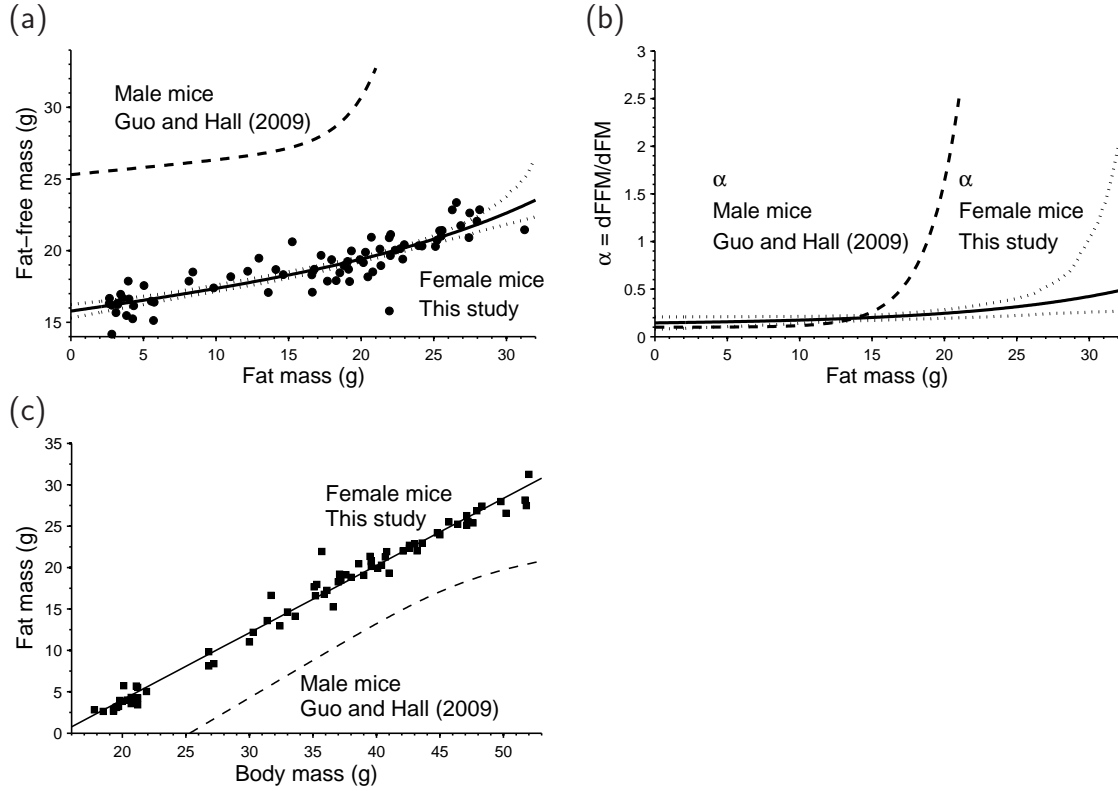 (a)
Fat−free mass (g)
33
29
25
21
17
15
Male mice
Guo and Hall (2009)
Female mice
This study
0
5
10
15
20
25
30
Fat mass (g)
(b)
α = dFFM/dFM
3
2.5
2
1.5
1
0.5
0
α
Male mice
Guo and Hall (2009)
α
Female mice
This study
0
5
10
15
20
25
30
Fat mass (g)
(c)
Fat mass (g)
35
30
25
20
15
10
5
0
Female mice
This study
Male mice
Guo and Hall (2009)
20
25
30
35
40
45
50
Body mass (g)